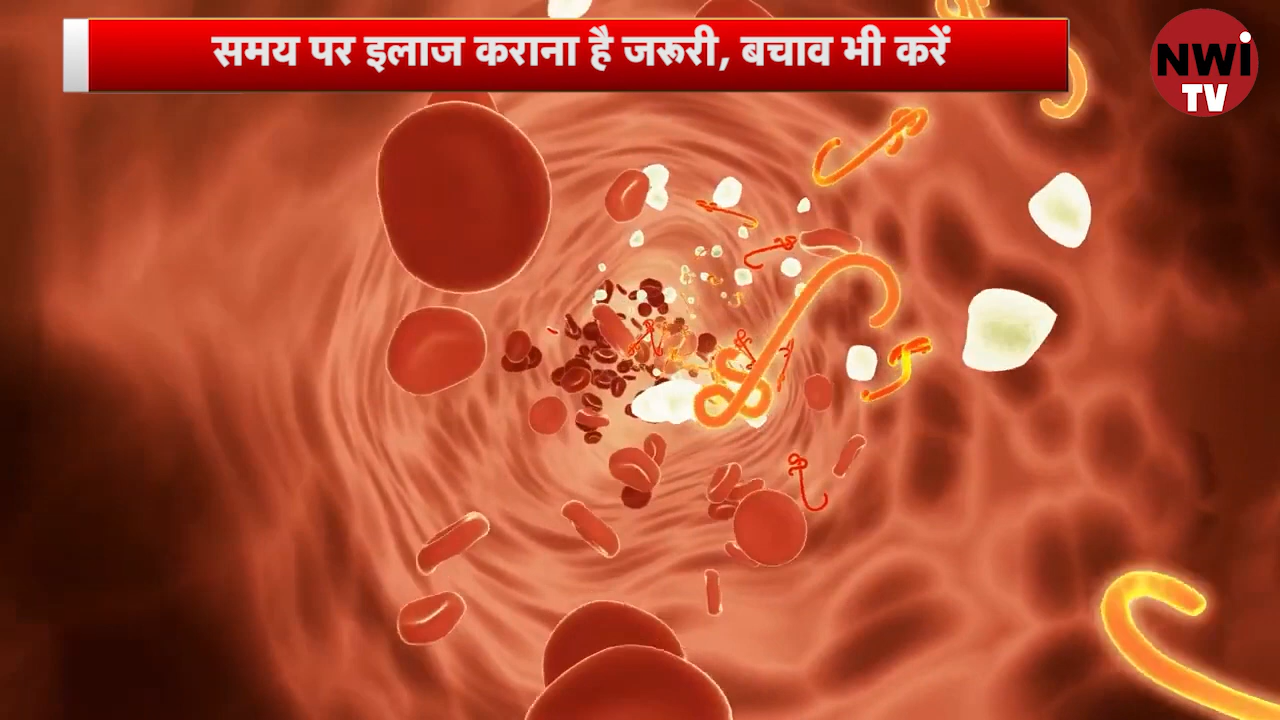 समय पर इलाज कराना है जरूरी, बचाव भी करें
NWi
TV